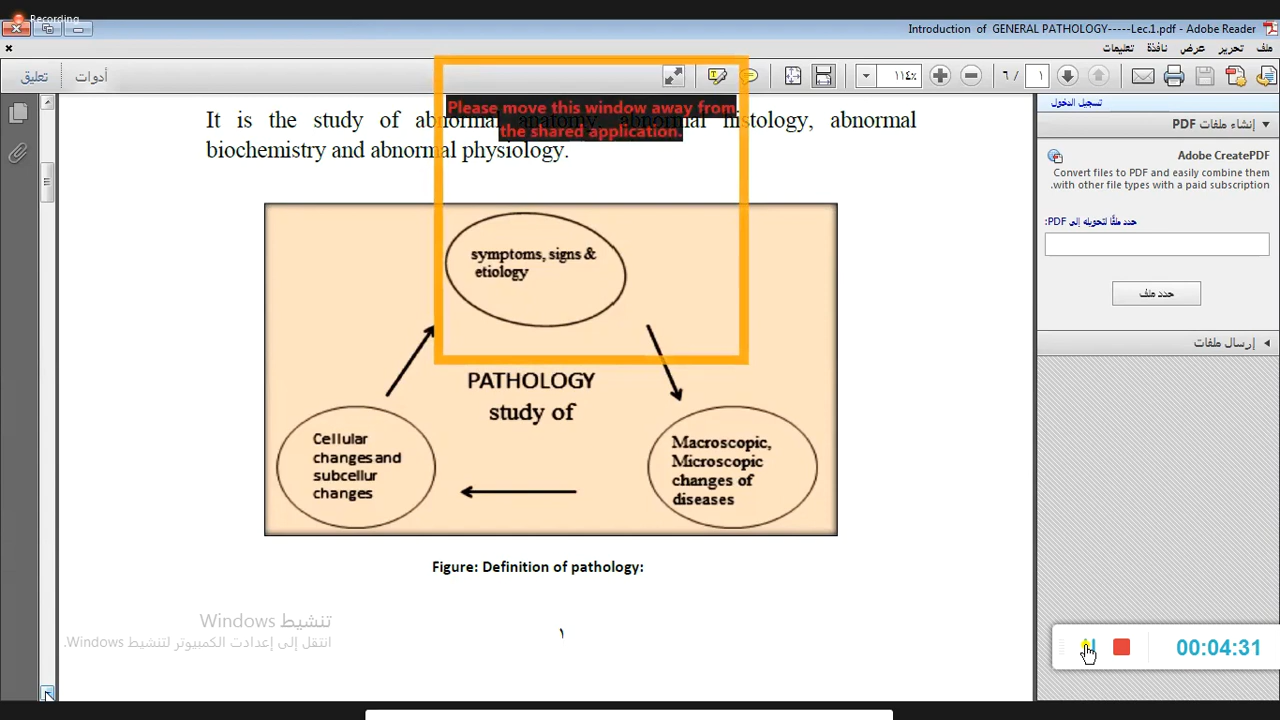 Recording
Introduction of GENERAL PATHOLOGY-----Lec.1.pdf - Adobe Reader
ملف تحرير عرض نافذة تعليمات
١ / ٦ ١١٤٪ أدوات تعليق
Please move this window away from
the shared application.
It is the study of abnormal anatomy, abnormal histology, abnormal
biochemistry and abnormal physiology.
symptoms, signs &
etiology
PATHOLOGY
study of
Cellular
changes and
subcellur
changes
Macroscopic,
Microscopic
changes of
diseases
Figure: Definition of pathology:
١
تنشيط Windows
انتقل إلى إعدادات الكمبيوتر لتنشيط Windows.
تسجيل الدخول
إنشاء ملفات PDF
Adobe CreatePDF
Convert files to PDF and easily combine them
with other file types with a paid subscription.
حدد ملفًا لتحويله إلى PDF:
حدد ملف
إرسال ملفات
00:04:31